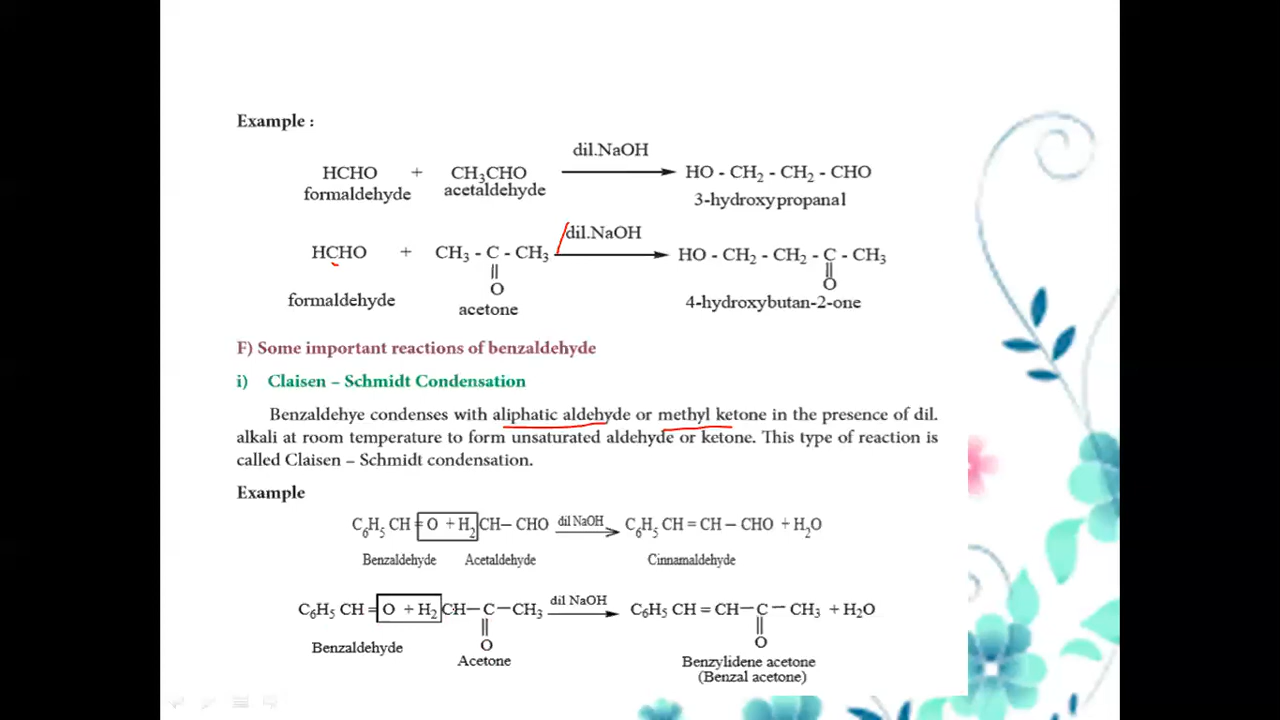 Example :
dil.NaOH
HCHO + CH₃CHO HO - CH₂ - CH₂ - CHO
formaldehyde acetaldehyde 3-hydroxypropanal
dil.NaOH
HCHO + CH₃ - C - CH₃ HO - CH₂ - CH₂ - C - CH₃
O O
formaldehyde acetone 4-hydroxybutan-2-one
F) Some important reactions of benzaldehyde
i) Claisen – Schmidt Condensation
Benzaldehye condenses with aliphatic aldehyde or methyl ketone in the presence of dil.
alkali at room temperature to form unsaturated aldehyde or ketone. This type of reaction is
called Claisen – Schmidt condensation.
Example
C₆H₅ CH = O + H₂ CH – CHO dil NaOH C₆H₅ CH = CH – CHO + H₂O
Benzaldehyde Acetaldehyde Cinnamaldehyde
C₆H₅ CH = O + H₂ CH – C – CH₃ dil NaOH C₆H₅ CH = CH – C – CH₃ + H₂O
O O
Benzaldehyde Acetone Benzylidene acetone
(Benzal acetone)